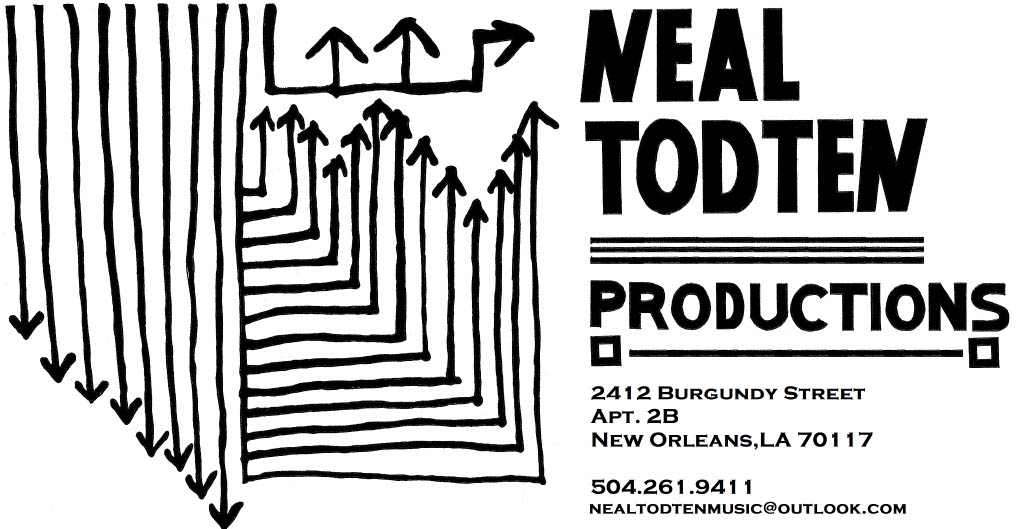 NEAL
TODTEN
PRODUCTIONS
2412 BURGUNDY STREET
APT. 2B
NEW ORLEANS,LA 70117
504.261.9411
NEALTODTENMUSIC@OUTLOOK.COM